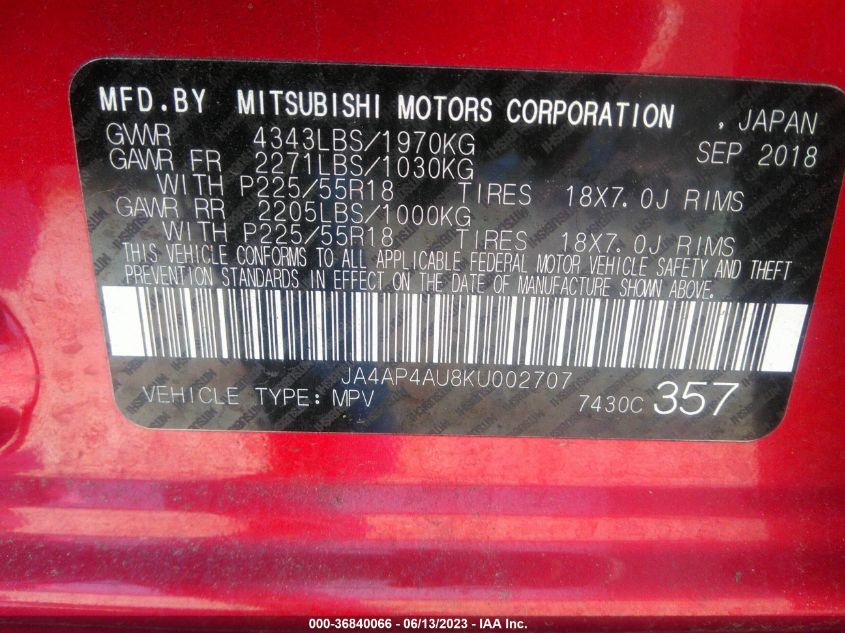 MFD.BY MITSUBISHI MOTORS CORPORATION , JAPAN
GVWR 4343LBS/1970KG SEP 2018
GAWR FR 2271LBS/1030KG
WITH P225/55R18 TIRES 18X7.0J RIMS
GAWR RR 2205LBS/1000KG
WITH P225/55R18 TIRES 18X7.0J RIMS
THIS VEHICLE CONFORMS TO ALL APPLICABLE FEDERAL MOTOR VEHICLE SAFETY AND THEFT
PREVENTION STANDARDS IN EFFECT ON THE DATE OF MANUFACTURE SHOWN ABOVE.
JA4AP4AU8KU002707
VEHICLE TYPE: MPV 7430C 357
000-36840066 - 06/13/2023 - IAA Inc.